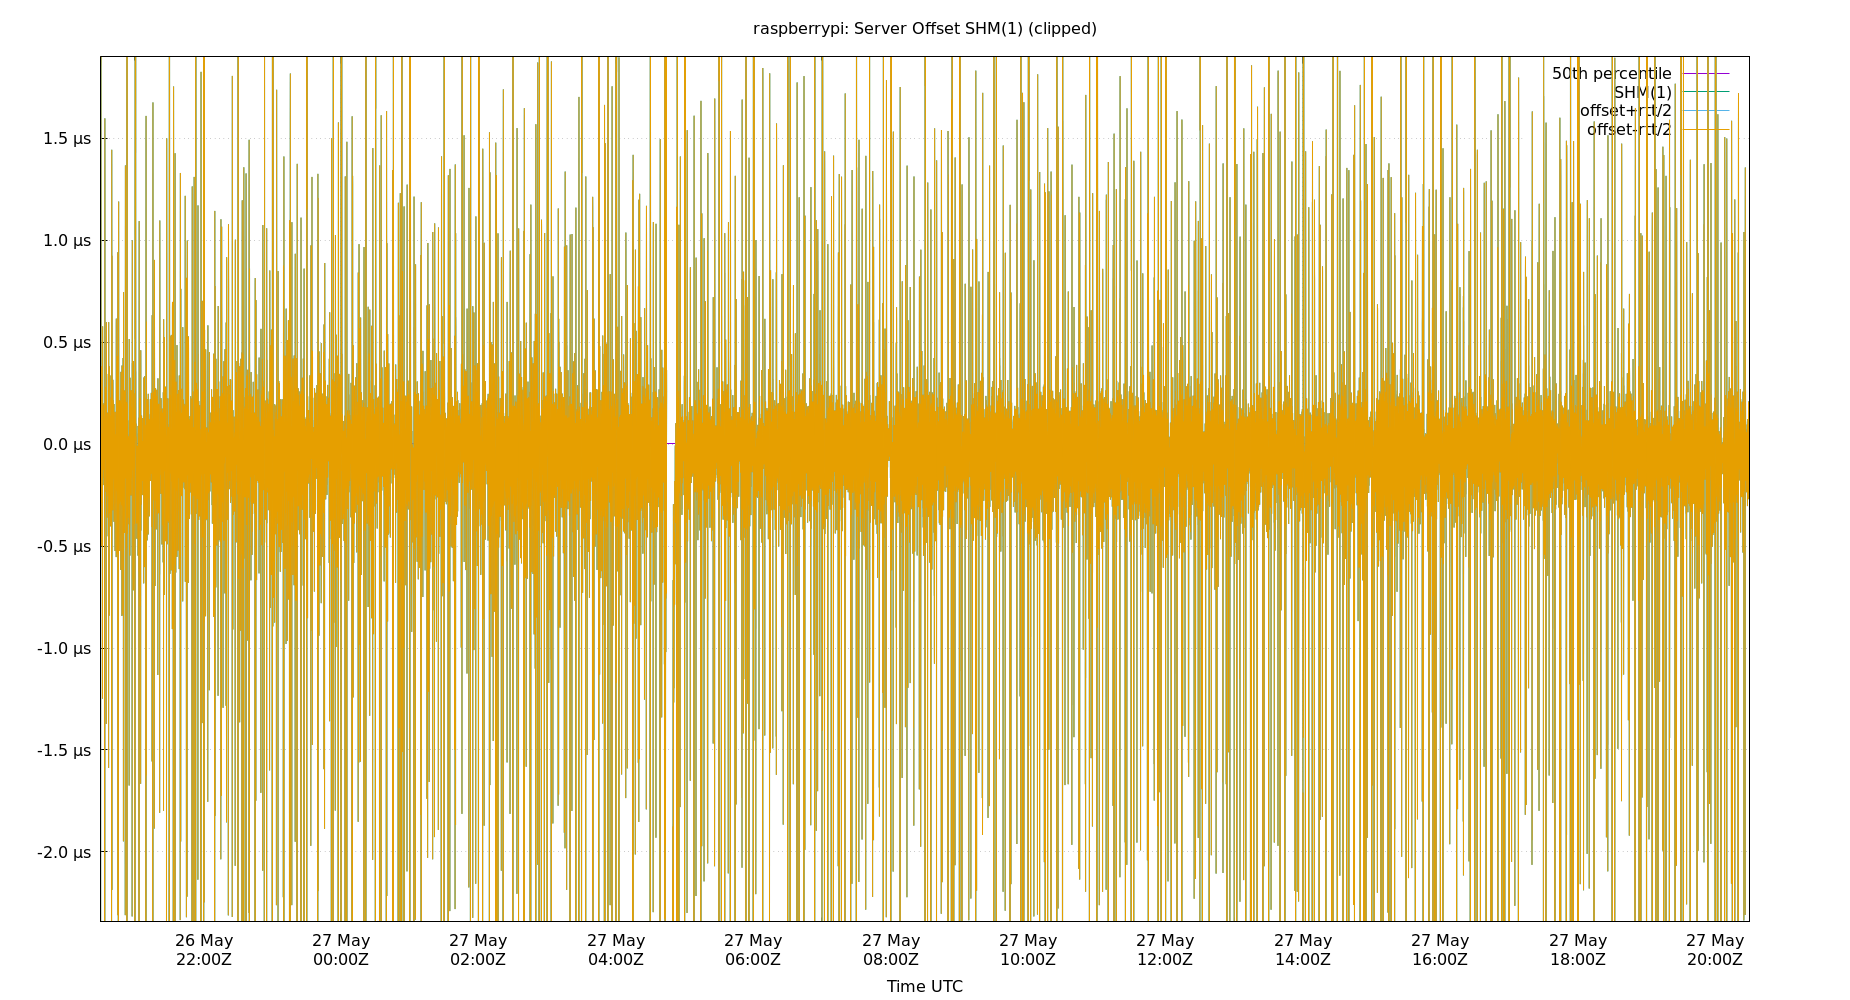 raspberrypi: Server Offset SHM(1) (clipped)
50th percentile
SHM(1)
offset+rtt/2
offset-rtt/2
1.5 µs
1.0 µs
0.5 µs
0.0 µs
-0.5 µs
-1.0 µs
-1.5 µs
-2.0 µs
26 May 27 May 27 May 27 May 27 May 27 May 27 May 27 May 27 May 27 May 27 May 27 May
22:00Z 00:00Z 02:00Z 04:00Z 06:00Z 08:00Z 10:00Z 12:00Z 14:00Z 16:00Z 18:00Z 20:00Z
Time UTC